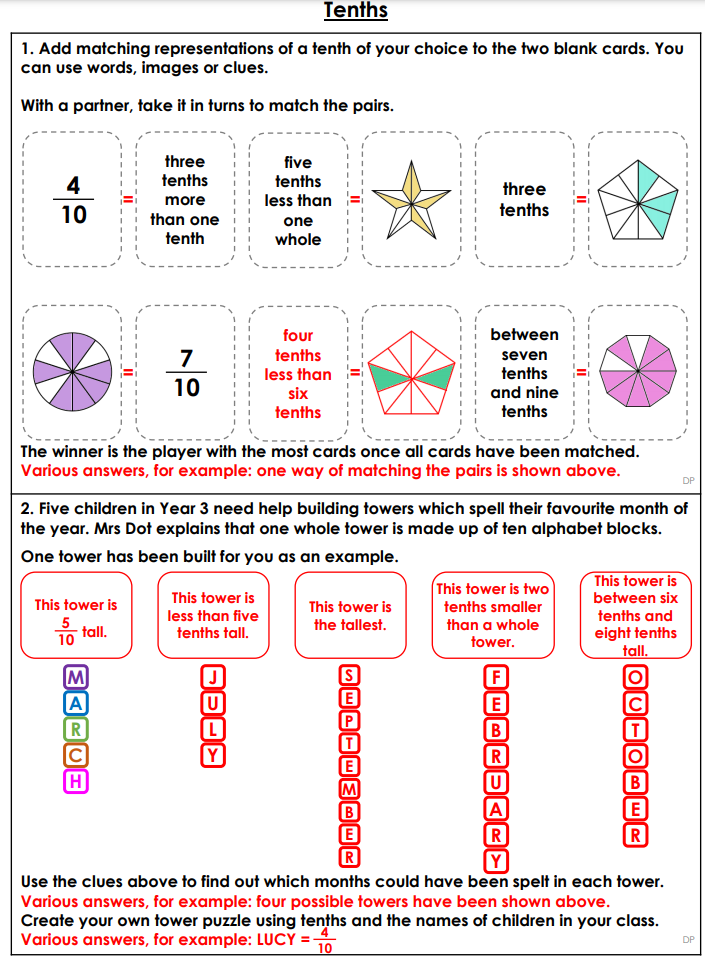 Tenths
1. Add matching representations of a tenth of your choice to the two blank cards. You
can use words, images or clues.
With a partner, take it in turns to match the pairs.
4
10
=
three
tenths
more
than one
tenth
five
tenths
less than
one
whole
=
three
tenths
=
=
7
10
four
tenths
less than
six
tenths
=
between
seven
tenths
and nine
tenths
=
The winner is the player with the most cards once all cards have been matched.
Various answers, for example: one way of matching the pairs is shown above.
DP
2. Five children in Year 3 need help building towers which spell their favourite month of
the year. Mrs Dot explains that one whole tower is made up of ten alphabet blocks.
One tower has been built for you as an example.
This tower is
5
10 tall.
This tower is
less than five
tenths tall.
This tower is
the tallest.
This tower is two
tenths smaller
than a whole
tower.
This tower is
between six
tenths and
eight tenths
tall.
M
A
R
C
H
J
U
L
Y
S
E
P
T
E
M
B
E
R
F
E
B
R
U
A
R
Y
O
C
T
O
B
E
R
Use the clues above to find out which months could have been spelt in each tower.
Various answers, for example: four possible towers have been shown above.
Create your own tower puzzle using tenths and the names of children in your class.
Various answers, for example: LUCY = 4
10
DP